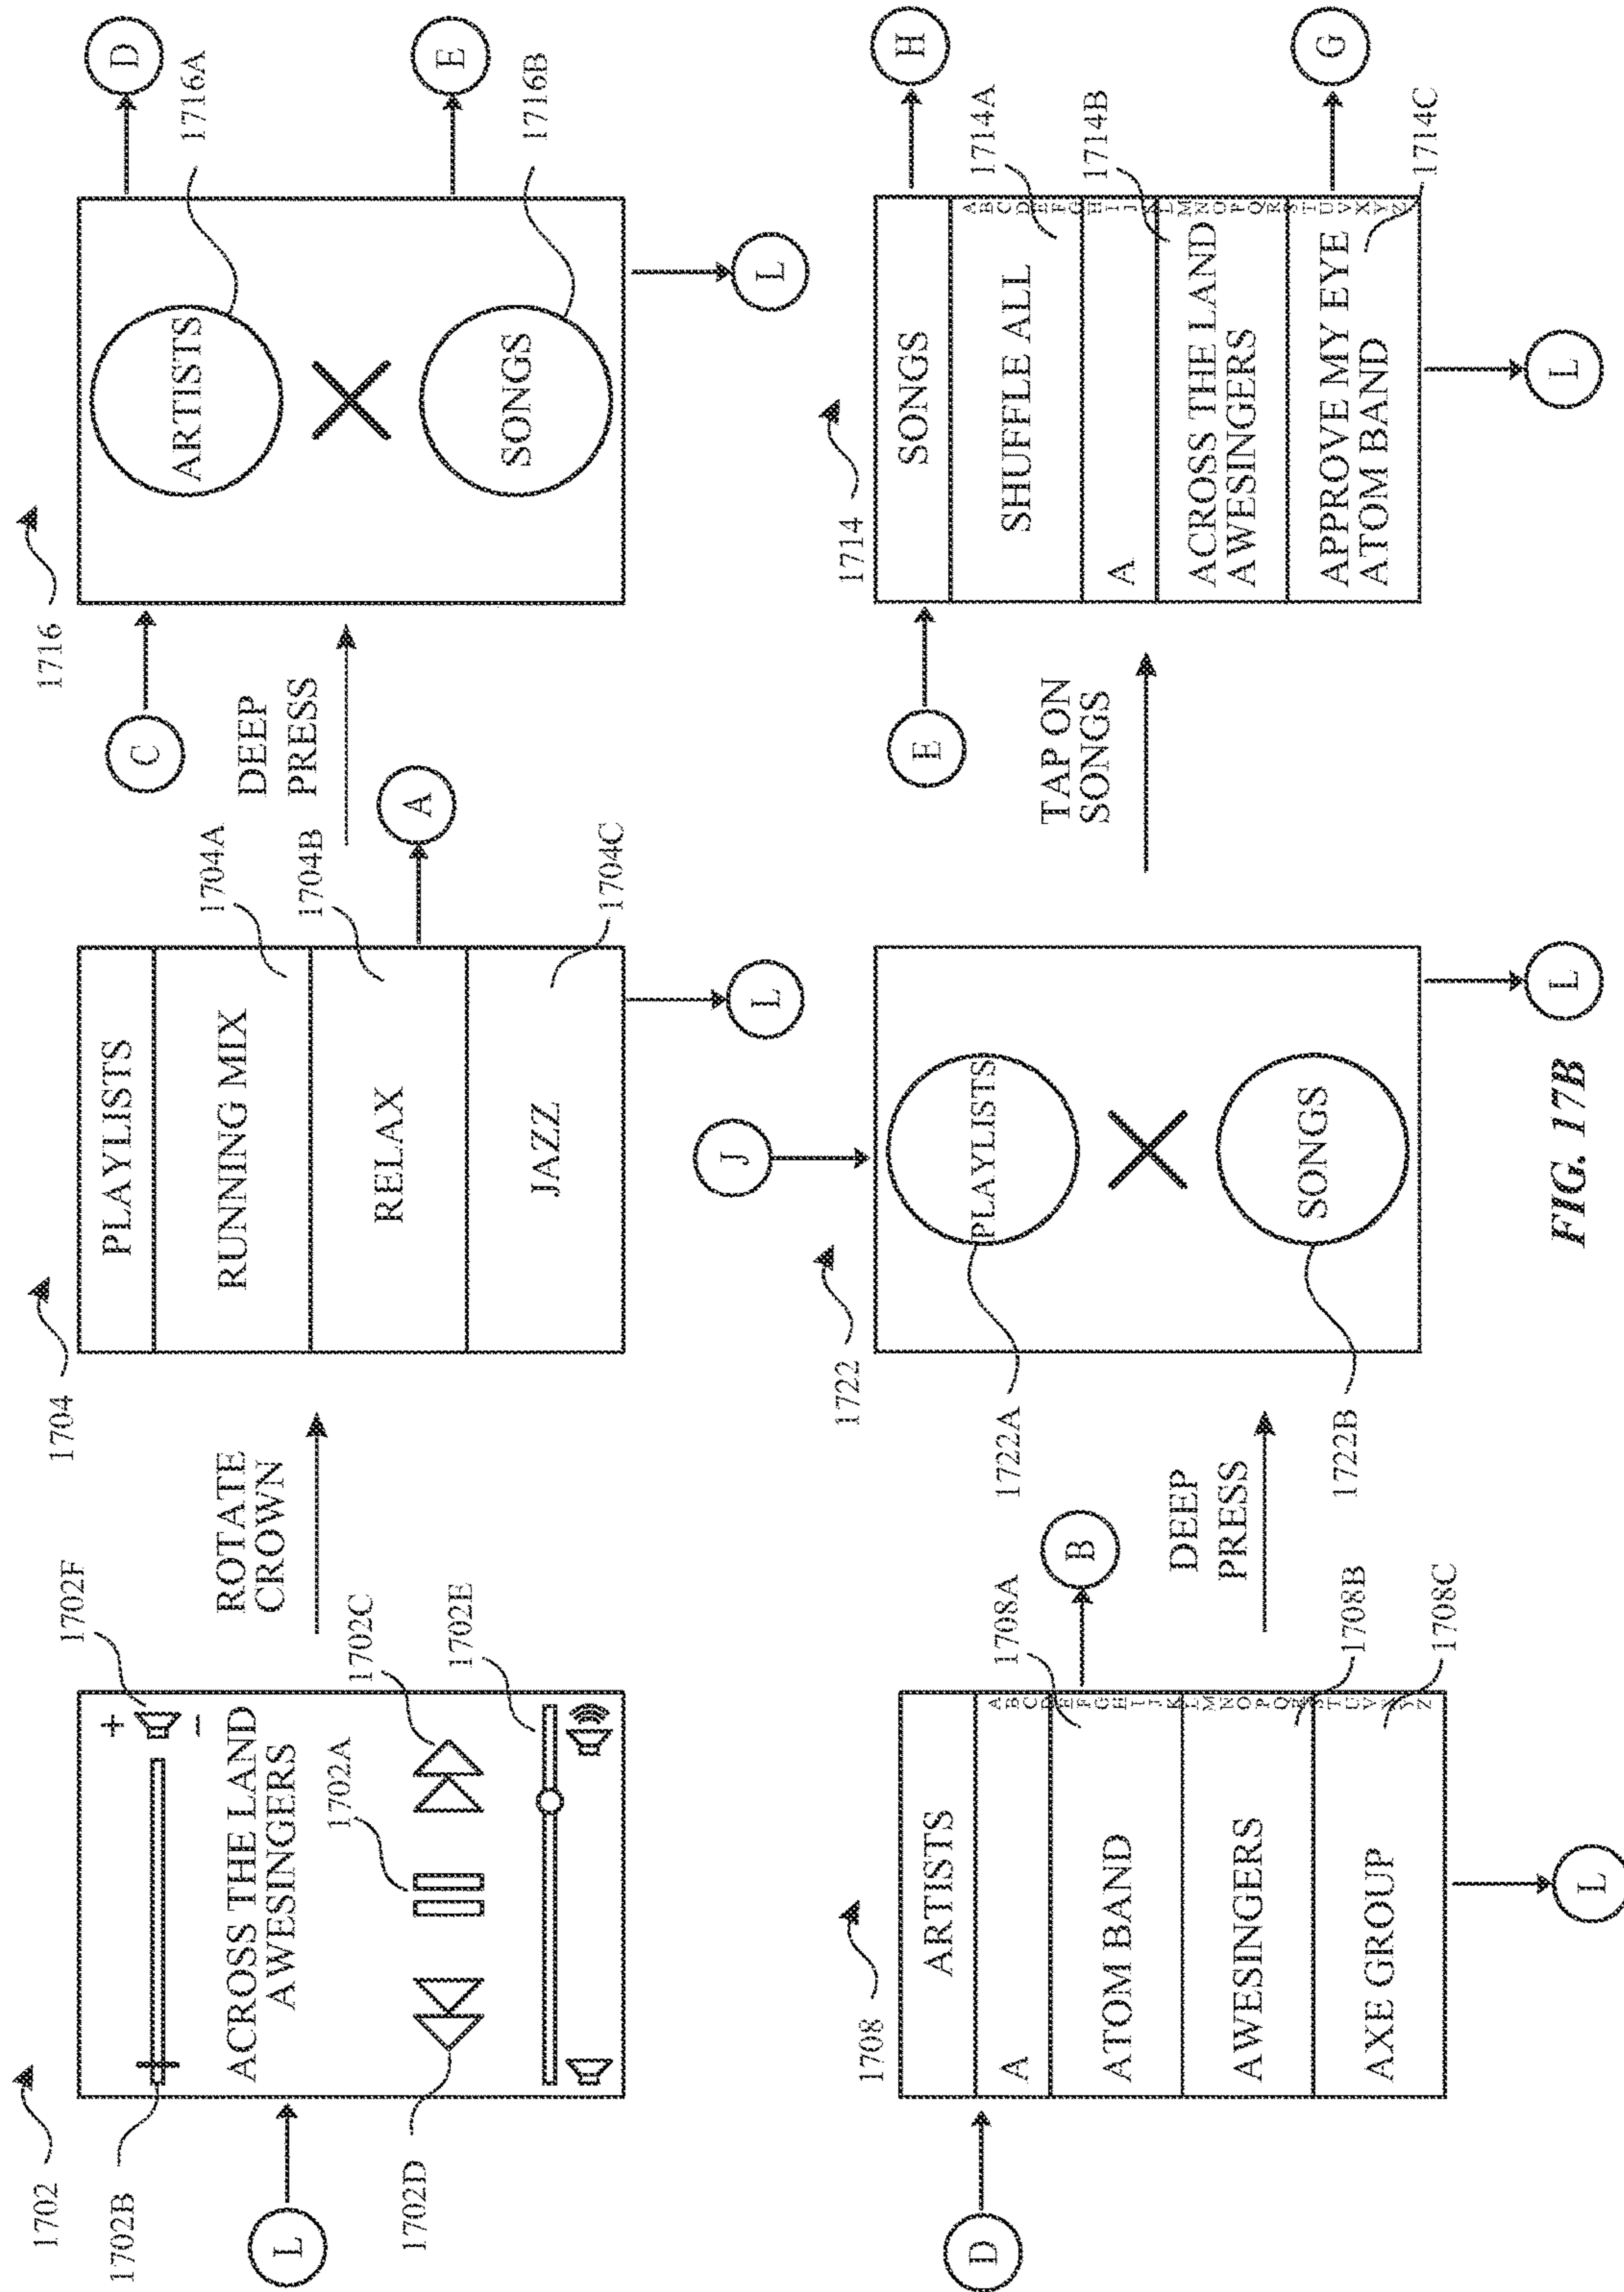 1702
1702B
L
1702D
+
–
1702F
ACROSS THE LAND
AWESINGERS
1702A
1702C
1702E
ROTATE
CROWN
1704
PLAYLISTS
RUNNING MIX
RELAX
JAZZ
1704A
1704B
1704C
A
L
DEEP
PRESS
C
1716
ARTISTS
SONGS
1716A
1716B
D
E
L
D
1708
ARTISTS
A
ATOM BAND
AWESINGERS
AXE GROUP
A
B
C
D
E
F
G
H
I
J
K
L
M
N
O
P
Q
R
S
T
U
V
X
Y
Z
1708A
1708B
1708C
B
L
DEEP
PRESS
J
1722
1722A
1722B
PLAYLISTS
SONGS
L
TAP ON
SONGS
E
1714
SONGS
SHUFFLE ALL
A
ACROSS THE LAND
AWESINGERS
APPROVE MY EYE
ATOM BAND
A
B
C
D
E
F
G
H
I
J
K
L
M
N
O
P
Q
R
S
T
U
V
X
Y
Z
1714A
1714B
1714C
H
G
L
FIG. 17B